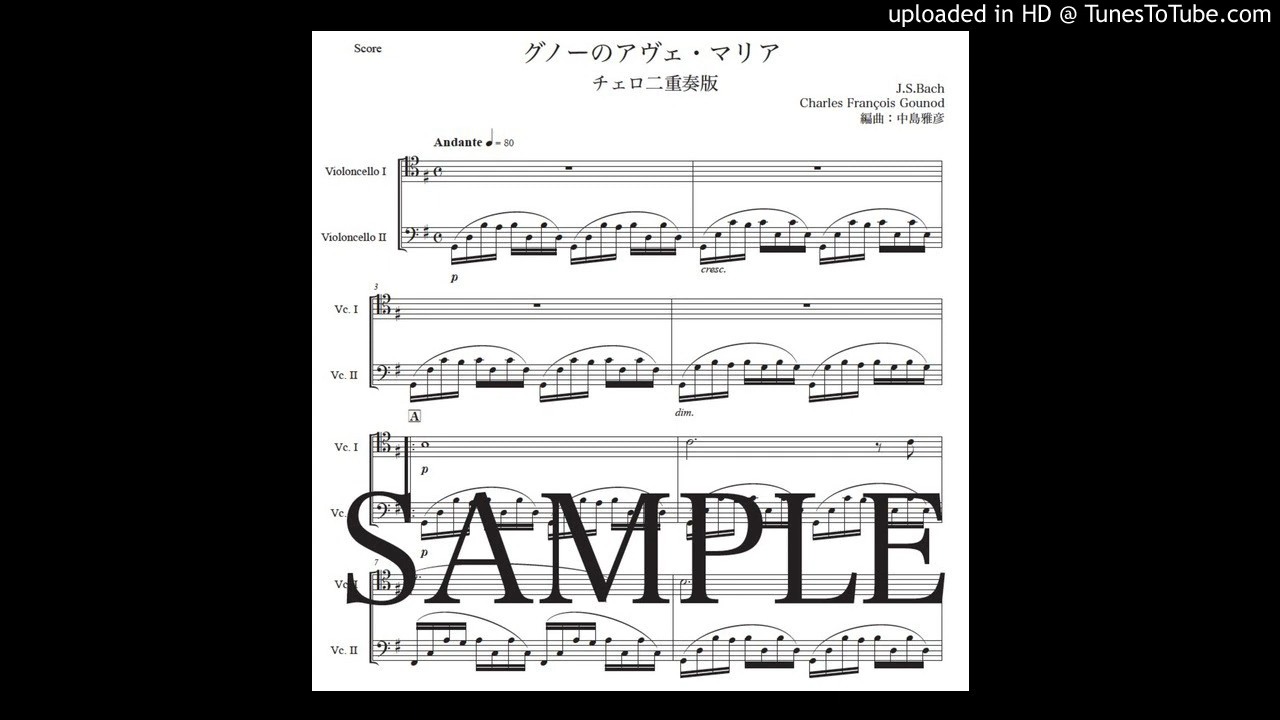 uploaded in HD @ TunesToTube.com
Score
グノーのアヴェ・マリア
チェロ二重奏版
J.S.Bach
Charles François Gounod
編曲：中島雅彦
Andante ♩ = 80
Violoncello I
Violoncello II
p
cresc.
3
Vc. I
Vc. II
dim.
A
Vc. I
p
Vc.
p
SAMPLE
7
Vc. I
Vc. II